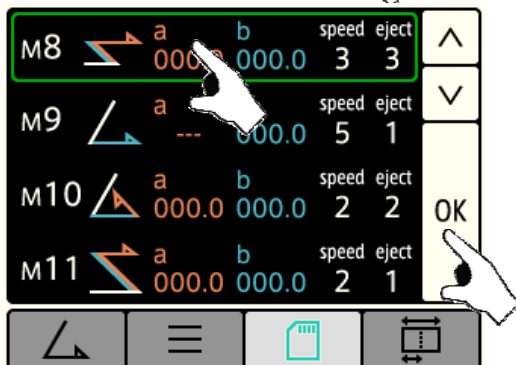 M8 a 000.0 b 000.0 speed 3 eject 3
M9 a --- b 000.0 speed 5 eject 1
M10 a 000.0 b 000.0 speed 2 eject 2
M11 a 000.0 b 000.0 speed 2 eject 1
OK